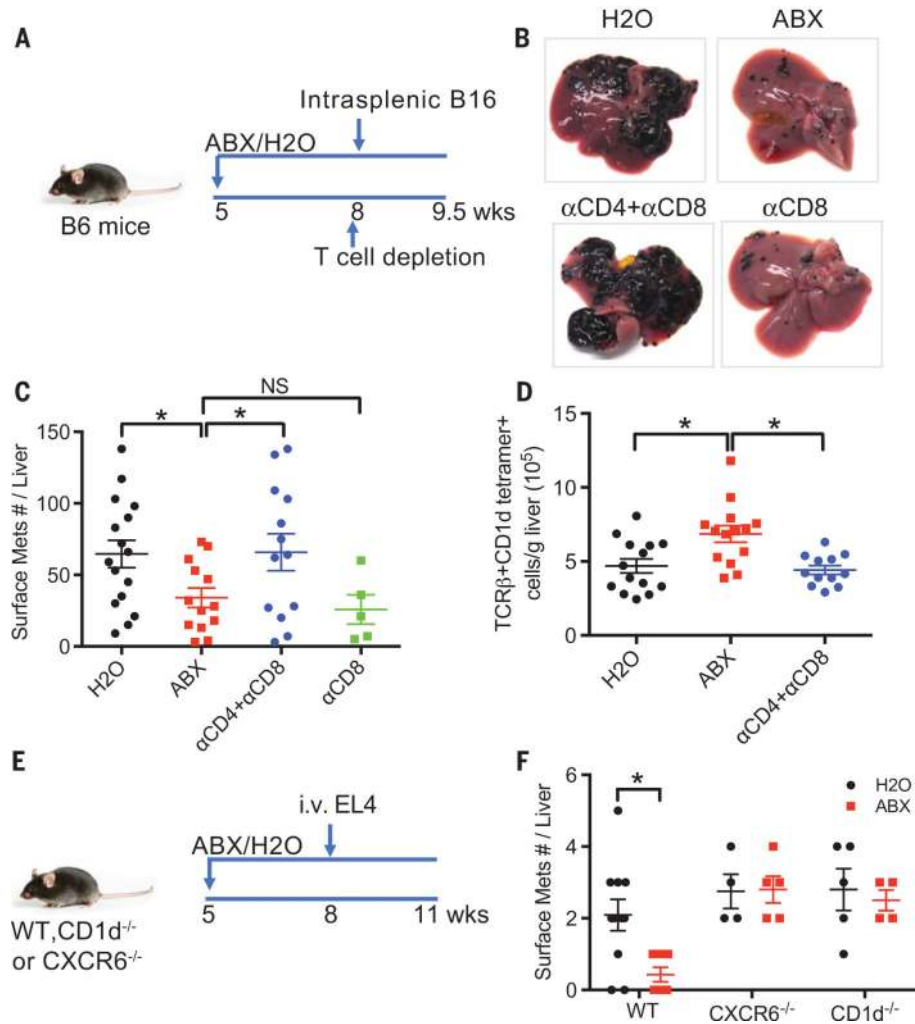 A
Intrasplenic B16
ABX/H2O
B6 mice
5
8
9.5 wks
T cell depletion
B
H2O
ABX
αCD4+αCD8
αCD8
C
NS
*
*
Surface Mets # / Liver
150
100
50
0
H2O
ABX
αCD4+αCD8
αCD8
D
*
*
TCRβ+CD1d tetramer+
cells/g liver (10⁵)
15
10
5
0
H2O
ABX
αCD4+αCD8
E
i.v. EL4
ABX/H2O
5
8
11 wks
WT,CD1d⁻/⁻
or CXCR6⁻/⁻
F
*
H2O
ABX
Surface Mets # / Liver
6
4
2
0
WT
CXCR6⁻/⁻
CD1d⁻/⁻